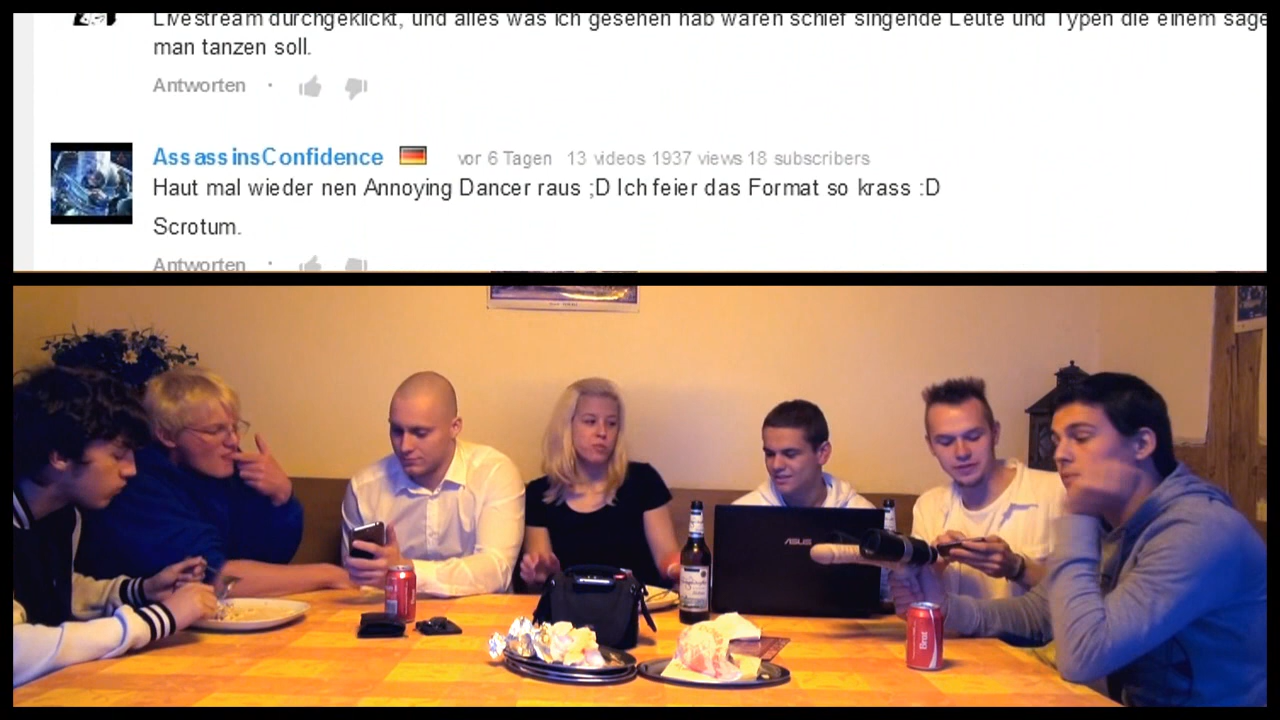 Livestream durchgeklickt, und alles was ich gesehen hab waren schief singende Leute und Typen die einem sage
man tanzen soll.
Antworten ·
AssassinsConfidence vor 6 Tagen 13 videos 1937 views 18 subscribers
Haut mal wieder nen Annoying Dancer raus ;D Ich feier das Format so krass :D
Scrotum.
Antworten ·
ASUS